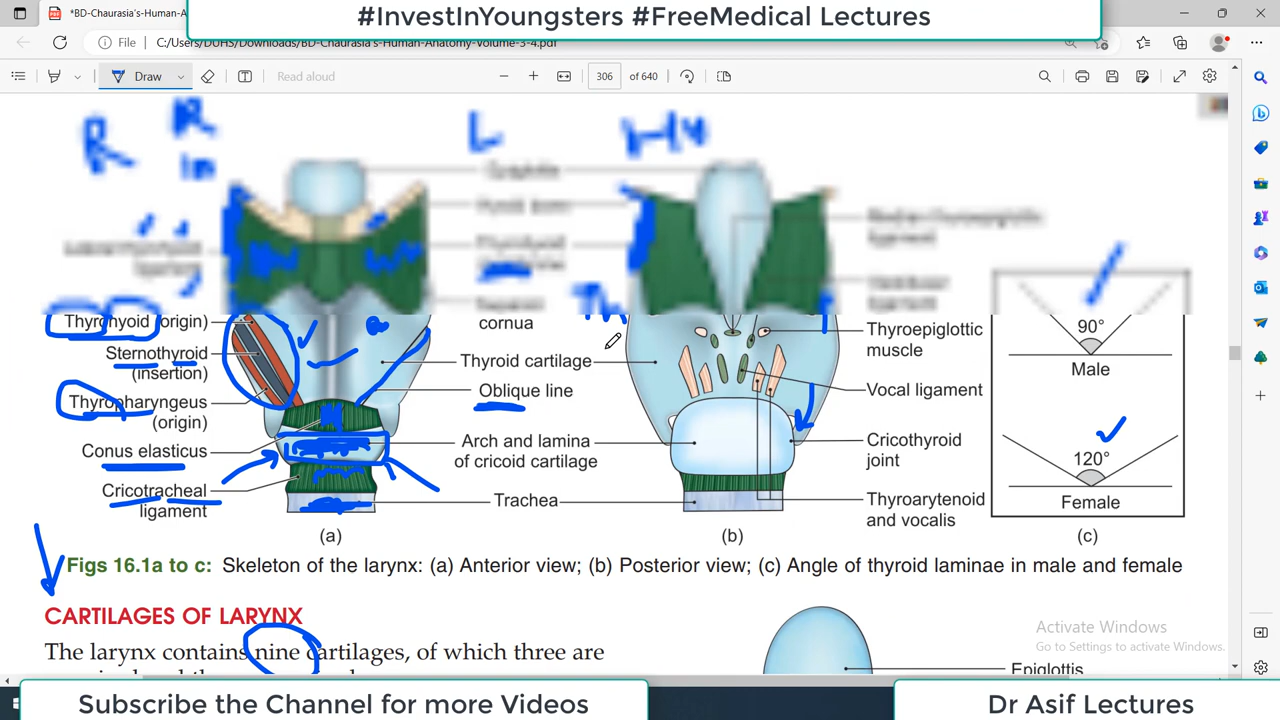 #InvestInYoungsters #FreeMedical Lectures
*BD-Chaurasia's-Human-A
File
C:/Users/DUHS/Downloads/BD-Chaurasia's-Human-Anatomy-Volume-3-4.pdf
Draw
Read aloud
306 of 640
R
R
in
L
Th
Thyrohyoid (origin)
Sternothyroid
(insertion)
Thyropharyngeus
(origin)
Conus elasticus
Cricotracheal
ligament
cornua
Thyroid cartilage
Oblique line
Arch and lamina
of cricoid cartilage
Trachea
Thyroepiglottic
muscle
Vocal ligament
Cricothyroid
joint
Thyroarytenoid
and vocalis
90°
Male
120°
Female
(a)
(b)
(c)
Figs 16.1a to c: Skeleton of the larynx: (a) Anterior view; (b) Posterior view; (c) Angle of thyroid laminae in male and female
CARTILAGES OF LARYNX
The larynx contains nine cartilages, of which three are
Epiglottis
Activate Windows
Go to Settings to activate Windows.
Subscribe the Channel for more Videos
Dr Asif Lectures